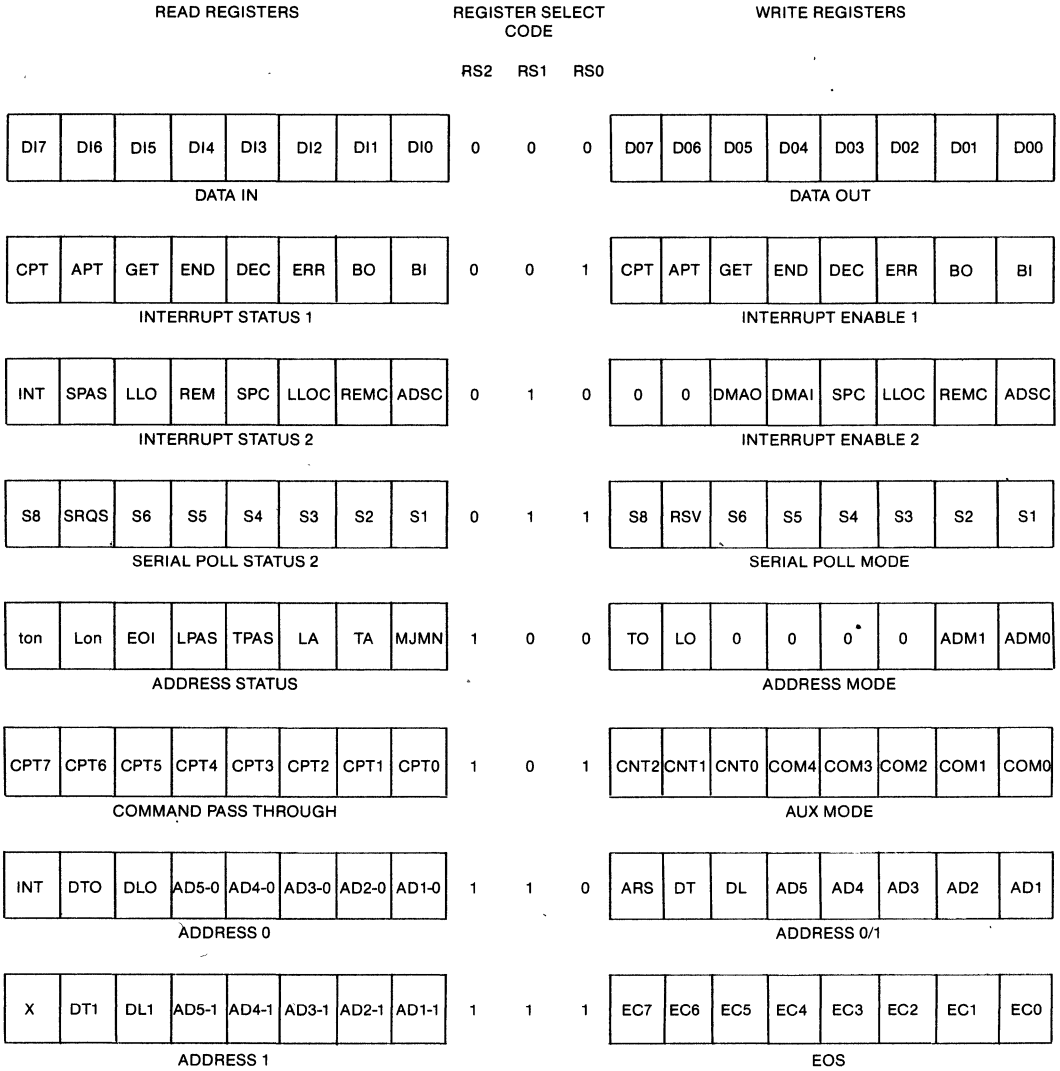 READ REGISTERS REGISTER SELECT CODE WRITE REGISTERS
RS2 RS1 RS0
DI7 DI6 DI5 DI4 DI3 DI2 DI1 DI0 0 0 0 D07 D06 D05 D04 D03 D02 D01 D00
DATA IN DATA OUT
CPT APT GET END DEC ERR BO BI 0 0 1 CPT APT GET END DEC ERR BO BI
INTERRUPT STATUS 1 INTERRUPT ENABLE 1
INT SPAS LLO REM SPC LLOC REMC ADSC 0 1 0 0 0 DMAO DMAI SPC LLOC REMC ADSC
INTERRUPT STATUS 2 INTERRUPT ENABLE 2
S8 SRQS S6 S5 S4 S3 S2 S1 0 1 1 S8 RSV S6 S5 S4 S3 S2 S1
SERIAL POLL STATUS 2 SERIAL POLL MODE
ton Lon EOI LPAS TPAS LA TA MJMN 1 0 0 TO LO 0 0 0 0 ADM1 ADM0
ADDRESS STATUS ADDRESS MODE
CPT7 CPT6 CPT5 CPT4 CPT3 CPT2 CPT1 CPT0 1 0 1 CNT2 CNT1 CNT0 COM4 COM3 COM2 COM1 COM0
COMMAND PASS THROUGH AUX MODE
INT DTO DLO AD5-0 AD4-0 AD3-0 AD2-0 AD1-0 1 1 0 ARS DT DL AD5 AD4 AD3 AD2 AD1
ADDRESS 0 ADDRESS 0/1
X DT1 DL1 AD5-1 AD4-1 AD3-1 AD2-1 AD1-1 1 1 1 EC7 EC6 EC5 EC4 EC3 EC2 EC1 EC0
ADDRESS 1 EOS